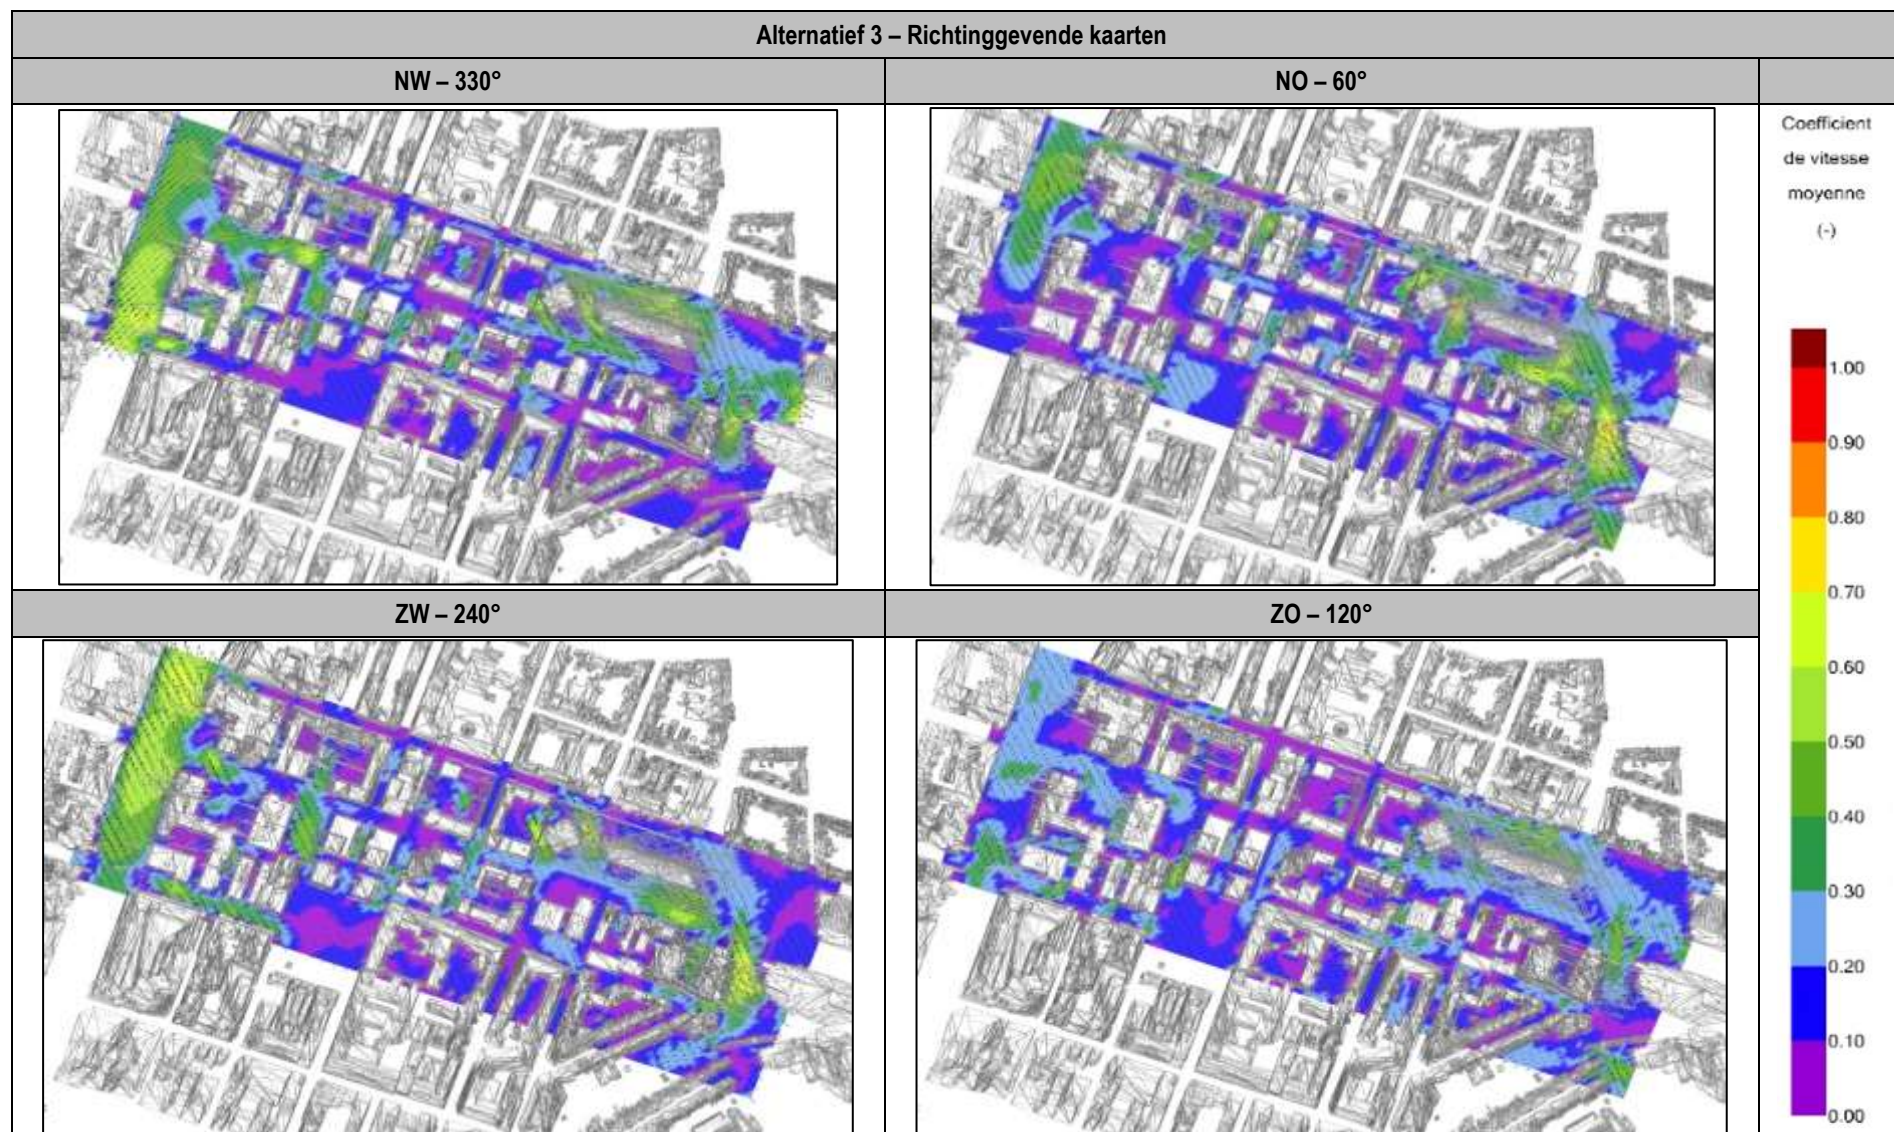 Alternatief 3 – Richtinggevende kaarten
NW – 330°
NO – 60°
Coefficient
de vitesse
moyenne
(-)
1.00
0.90
0.80
0.70
0.60
0.50
0.40
0.30
0.20
0.10
0.00
ZW – 240°
ZO – 120°